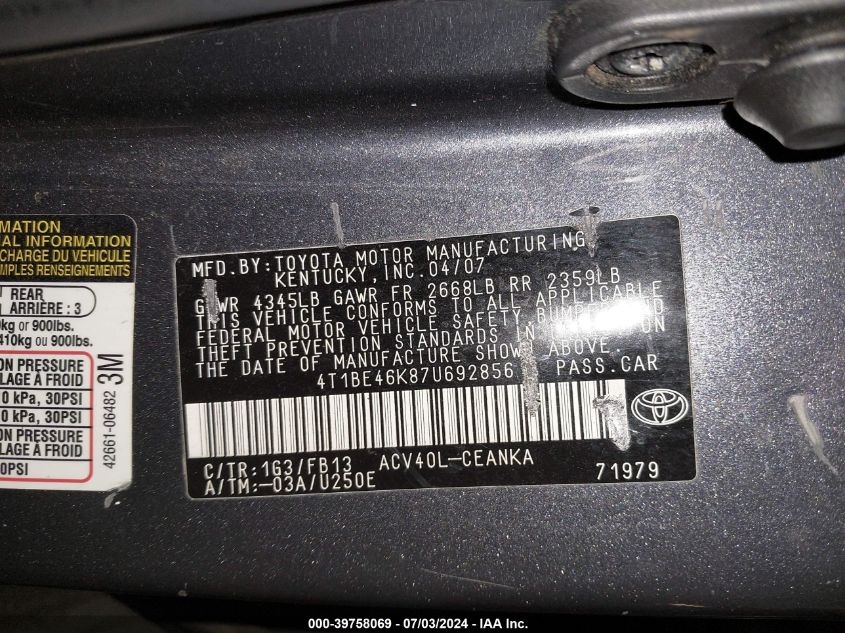 MATION
AL INFORMATION
CHARGE DU VÉHICULE
MPLES RENSEIGNEMENTS
REAR
ARRIÈRE : 3
kg or 900lbs.
410kg ou 900lbs.
ON PRESSURE
LAGE À FROID
0 kPa, 30PSI
0 kPa, 30PSI
ON PRESSURE
LAGE À FROID
0PSI
42661-06482 3M
MFD.BY: TOYOTA MOTOR MANUFACTURING
KENTUCKY, INC. 04/07
GVWR 4345LB GAWR FR 2668LB RR 2359LB
THIS VEHICLE CONFORMS TO ALL APPLICABLE
FEDERAL MOTOR VEHICLE SAFETY, BUMPER, AND
THEFT PREVENTION STANDARDS IN EFFECT ON
THE DATE OF MANUFACTURE SHOWN ABOVE.
4T1BE46K87U692856 PASS.CAR
C/TR:1G3/FB13 ACV40L-CEANKA
A/TM:-03A/U250E 71979
000-39758069 - 07/03/2024 - IAA Inc.